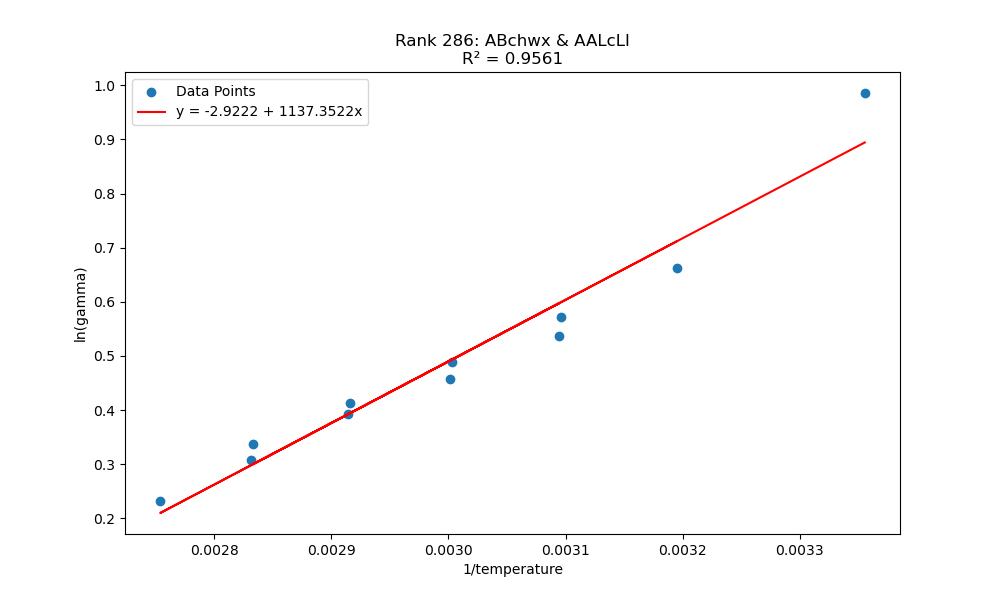 Rank 286: ABchwx & AALcLI
R² = 0.9561
Data Points
y = -2.9222 + 1137.3522x
1.0
0.9
0.8
0.7
0.6
0.5
0.4
0.3
0.2
ln(gamma)
0.0028
0.0029
0.0030
0.0031
0.0032
0.0033
1/temperature